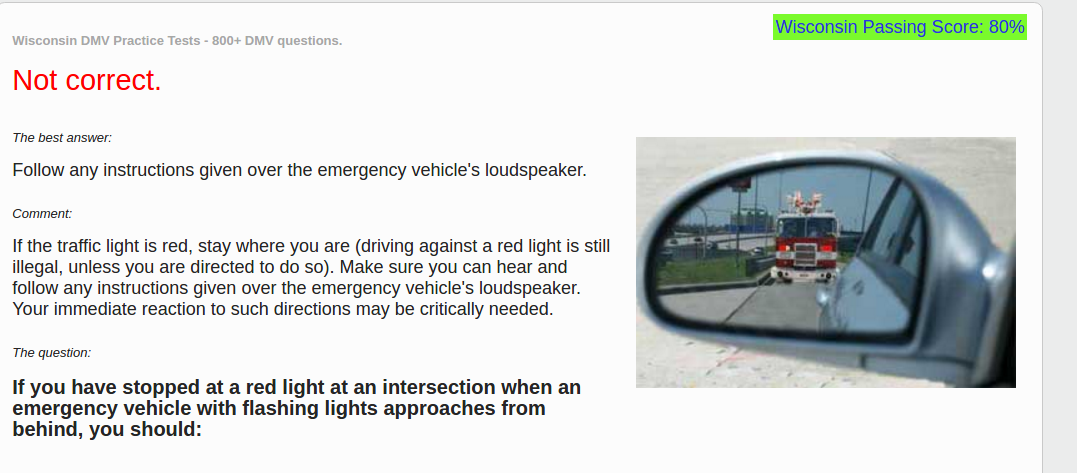 Wisconsin Passing Score: 80%
Wisconsin DMV Practice Tests - 800+ DMV questions.
Not correct.
The best answer:
Follow any instructions given over the emergency vehicle's loudspeaker.
Comment:
If the traffic light is red, stay where you are (driving against a red light is still
illegal, unless you are directed to do so). Make sure you can hear and
follow any instructions given over the emergency vehicle's loudspeaker.
Your immediate reaction to such directions may be critically needed.
The question:
If you have stopped at a red light at an intersection when an
emergency vehicle with flashing lights approaches from
behind, you should: